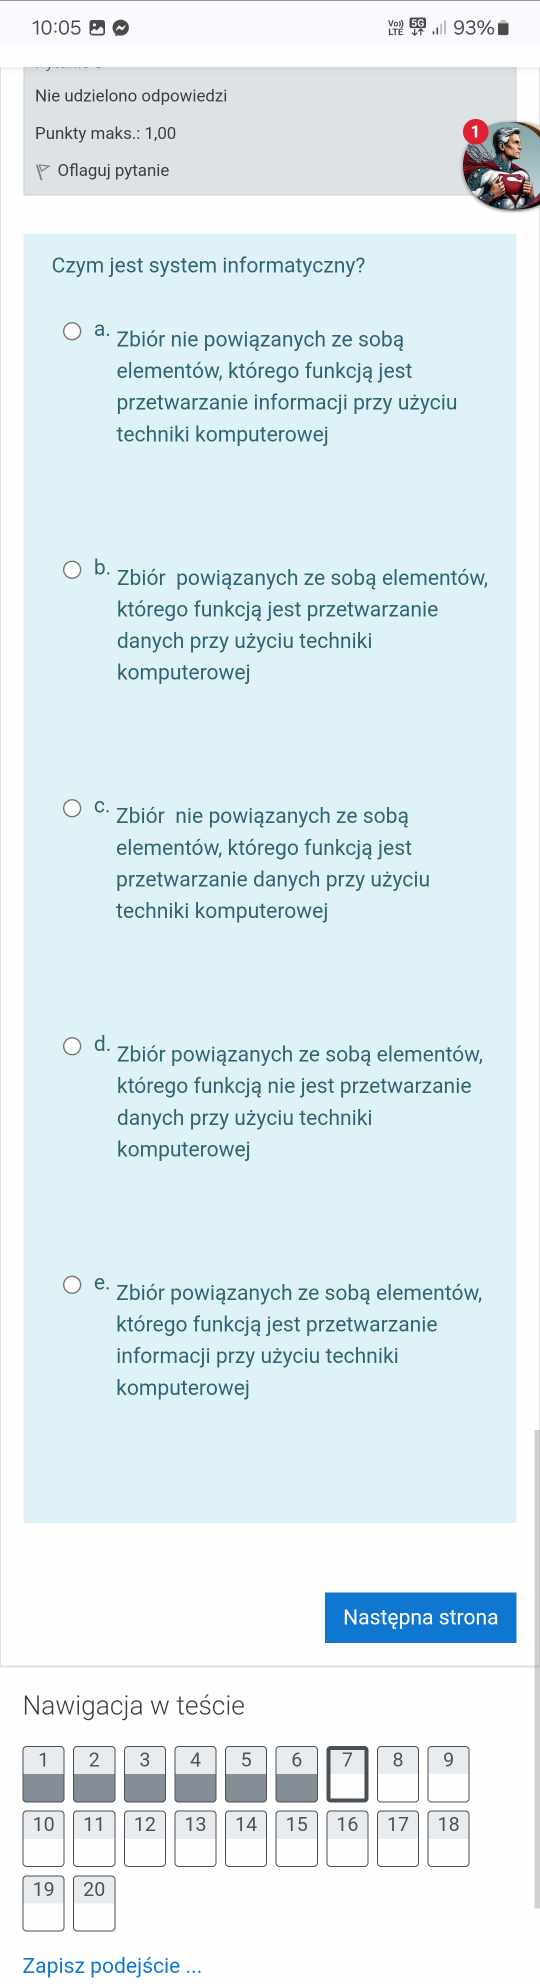 10:05
Vo)) LTE 5G 93%
Nie udzielono odpowiedzi
Punkty maks.: 1,00
1
Oflaguj pytanie
Czym jest system informatyczny?
a. Zbiór nie powiązanych ze sobą
elementów, którego funkcją jest
przetwarzanie informacji przy użyciu
techniki komputerowej
b. Zbiór powiązanych ze sobą elementów,
którego funkcją jest przetwarzanie
danych przy użyciu techniki
komputerowej
c. Zbiór nie powiązanych ze sobą
elementów, którego funkcją jest
przetwarzanie danych przy użyciu
techniki komputerowej
d. Zbiór powiązanych ze sobą elementów,
którego funkcją nie jest przetwarzanie
danych przy użyciu techniki
komputerowej
e. Zbiór powiązanych ze sobą elementów,
którego funkcją jest przetwarzanie
informacji przy użyciu techniki
komputerowej
Następna strona
Nawigacja w teście
1 2 3 4 5 6 7 8 9
10 11 12 13 14 15 16 17 18
19 20
Zapisz podejście ...